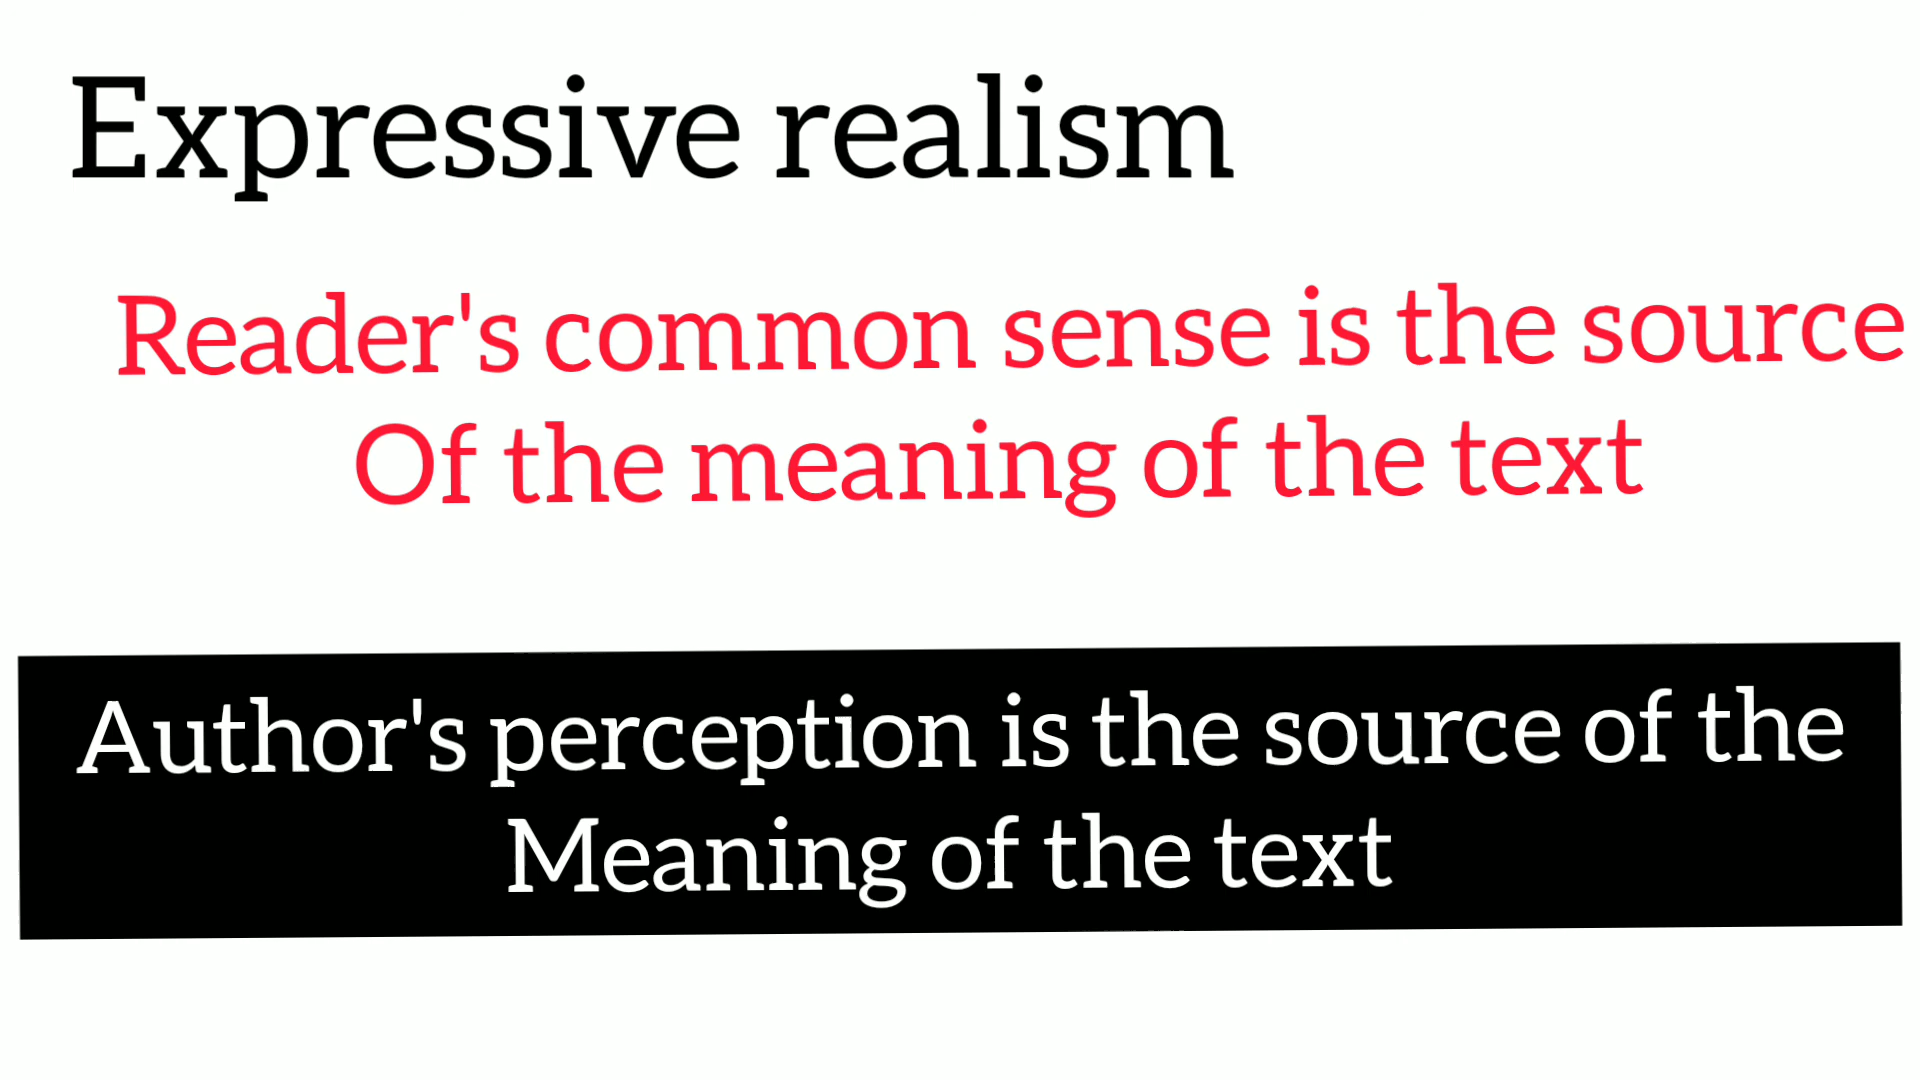 Expressive realism
Reader's common sense is the source
Of the meaning of the text
Author's perception is the source of the
Meaning of the text